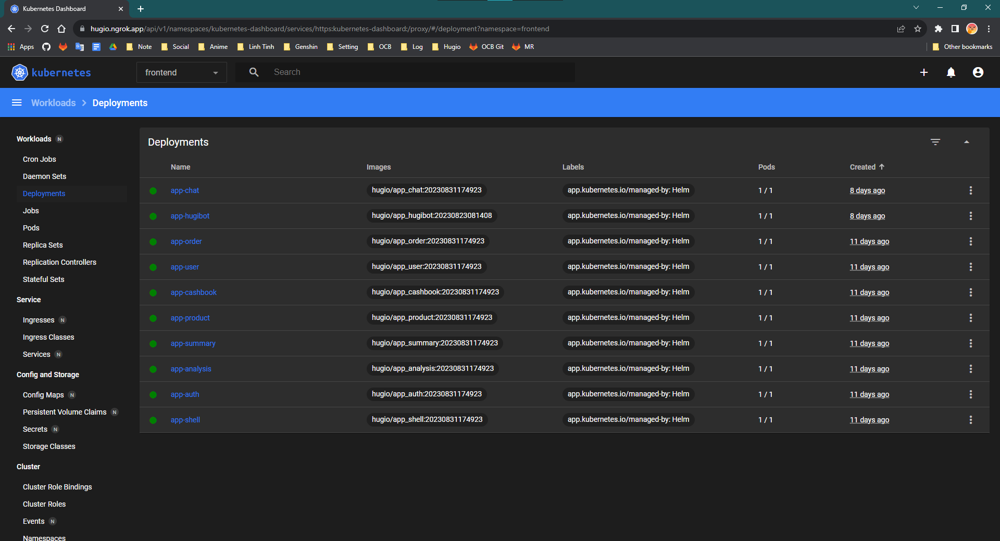 Kubernetes Dashboard
hugio.ngrok.app/api/v1/namespaces/kubernetes-dashboard/services/https:kubernetes-dashboard:/proxy/#/deployment?namespace=frontend
Apps Note Social Anime Linh Tinh Genshin Setting OCB Log Hugio OCB Git MR Other bookmarks
kubernetes frontend Search
Workloads Deployments
Workloads N
Cron Jobs
Daemon Sets
Deployments
Jobs
Pods
Replica Sets
Replication Controllers
Stateful Sets
Service
Ingresses N
Ingress Classes
Services N
Config and Storage
Config Maps N
Persistent Volume Claims N
Secrets N
Storage Classes
Cluster
Cluster Role Bindings
Cluster Roles
Events N
Namespaces
Deployments
Name Images Labels Pods Created
app-chat hugio/app_chat:20230831174923 app.kubernetes.io/managed-by: Helm 1 / 1 8 days ago
app-hugibot hugio/app_hugibot:20230823081408 app.kubernetes.io/managed-by: Helm 1 / 1 8 days ago
app-order hugio/app_order:20230831174923 app.kubernetes.io/managed-by: Helm 1 / 1 11 days ago
app-user hugio/app_user:20230831174923 app.kubernetes.io/managed-by: Helm 1 / 1 11 days ago
app-cashbook hugio/app_cashbook:20230831174923 app.kubernetes.io/managed-by: Helm 1 / 1 11 days ago
app-product hugio/app_product:20230831174923 app.kubernetes.io/managed-by: Helm 1 / 1 11 days ago
app-summary hugio/app_summary:20230831174923 app.kubernetes.io/managed-by: Helm 1 / 1 11 days ago
app-analysis hugio/app_analysis:20230831174923 app.kubernetes.io/managed-by: Helm 1 / 1 11 days ago
app-auth hugio/app_auth:20230831174923 app.kubernetes.io/managed-by: Helm 1 / 1 11 days ago
app-shell hugio/app_shell:20230831174923 app.kubernetes.io/managed-by: Helm 1 / 1 11 days ago